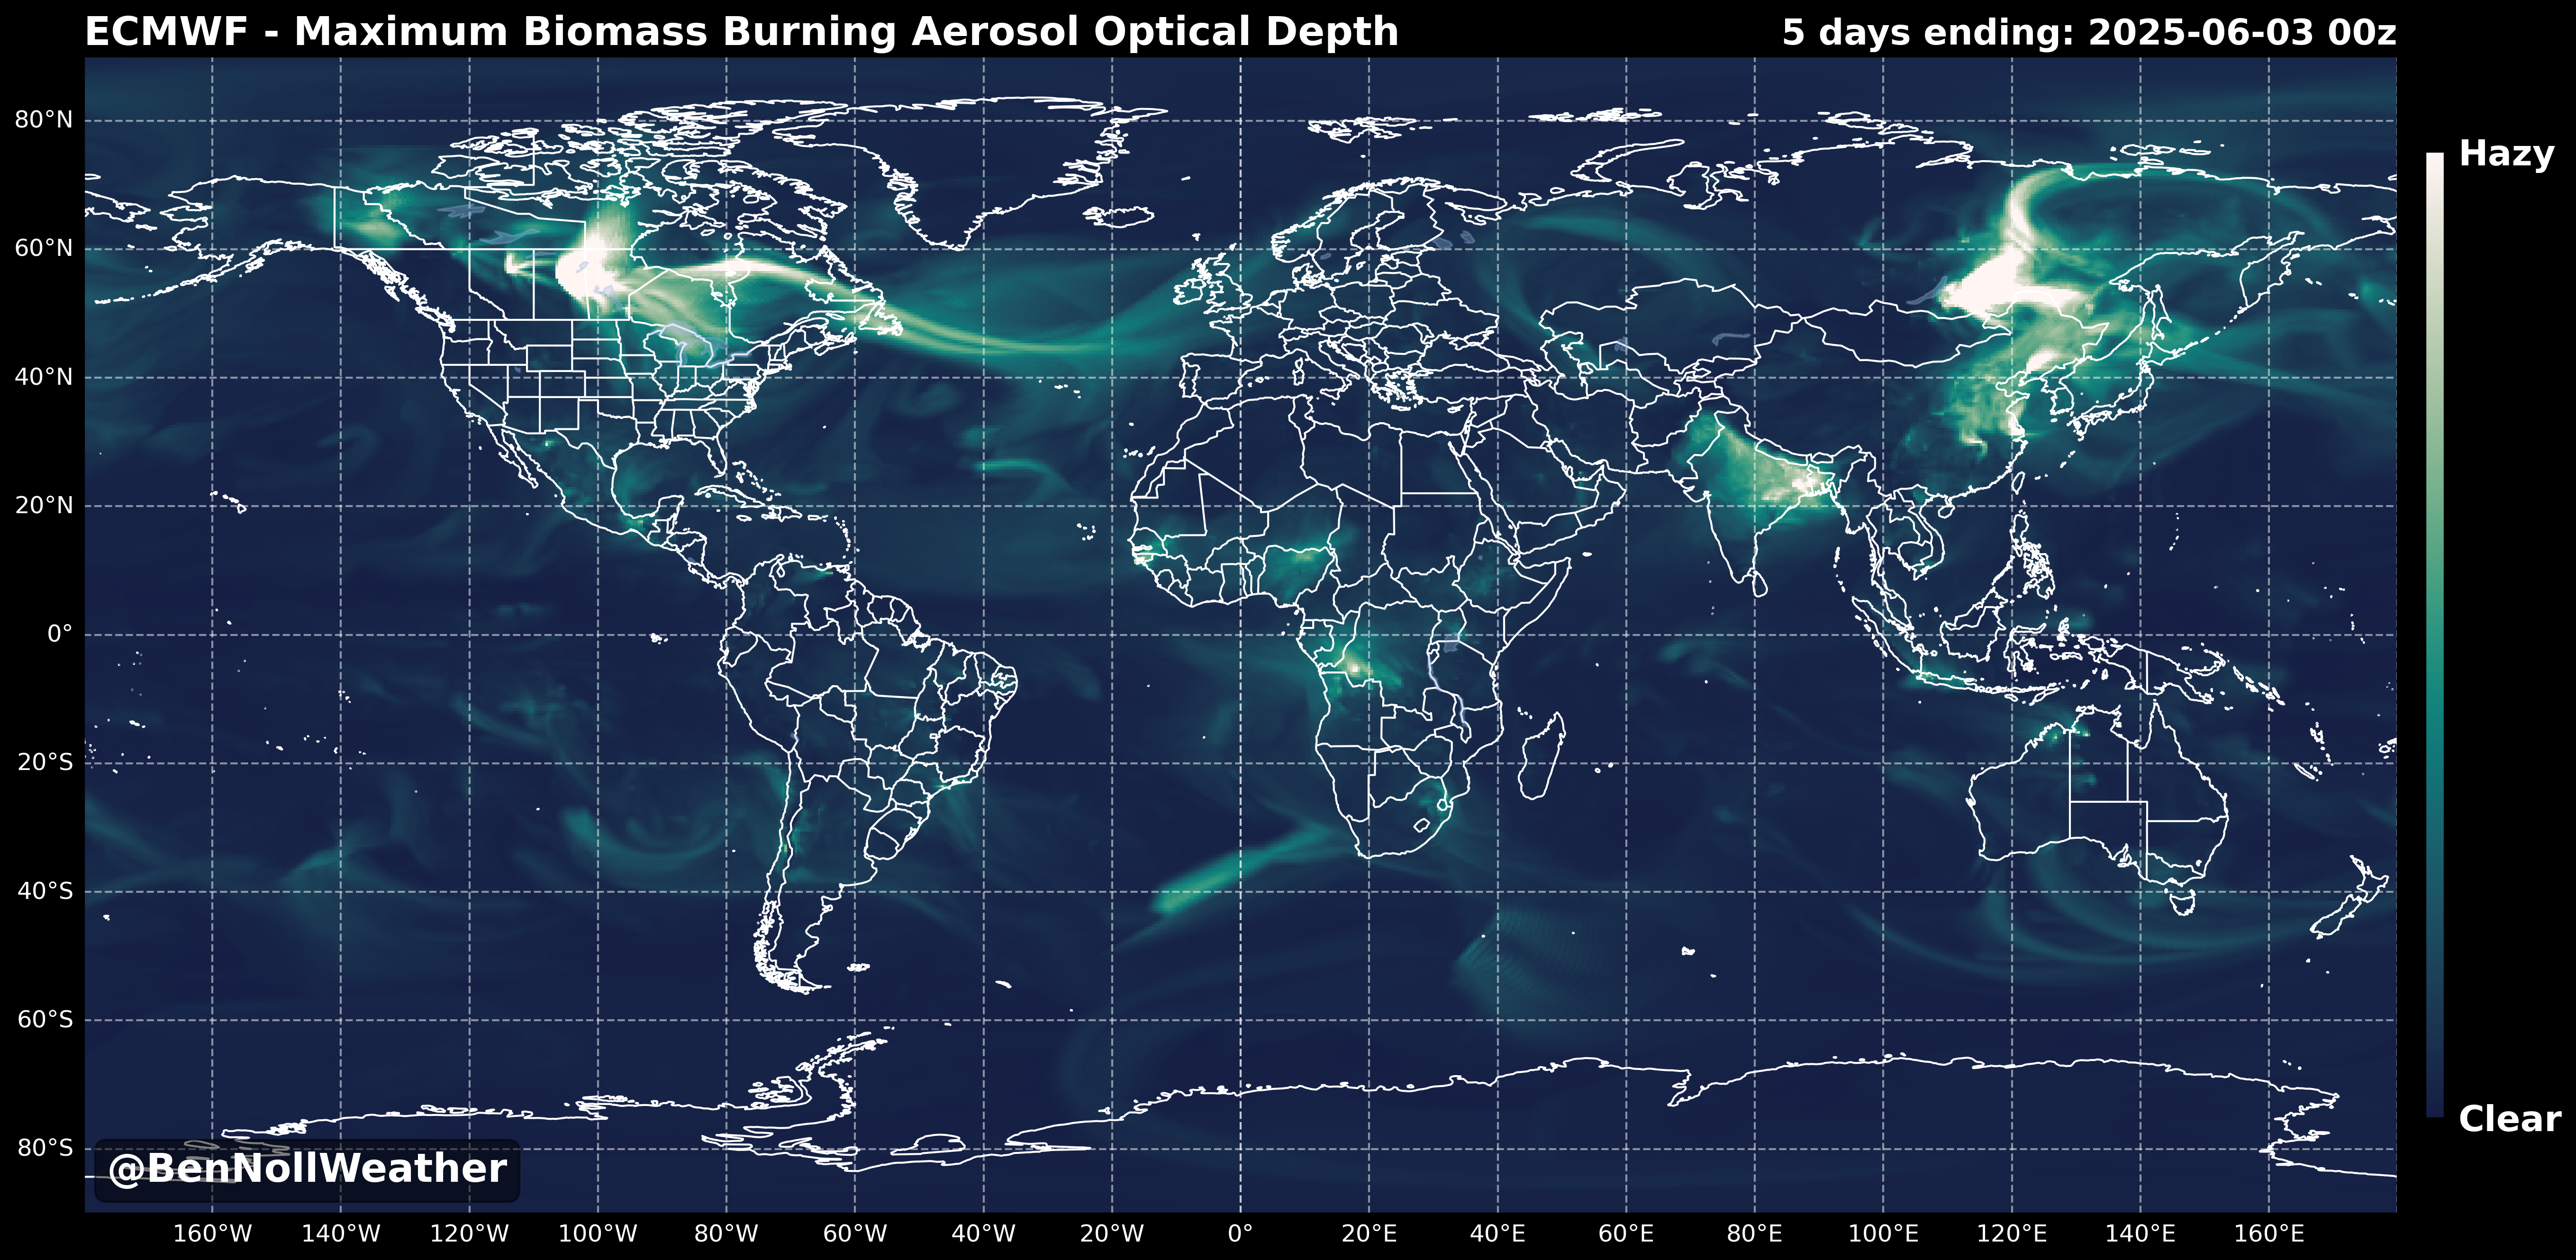 ECMWF - Maximum Biomass Burning Aerosol Optical Depth
5 days ending: 2025-06-03 00z
80°N
60°N
40°N
20°N
0°
20°S
40°S
60°S
80°S
Hazy
Clear
@BenNollWeather
160°W 140°W 120°W 100°W 80°W 60°W 40°W 20°W 0° 20°E 40°E 60°E 80°E 100°E 120°E 140°E 160°E